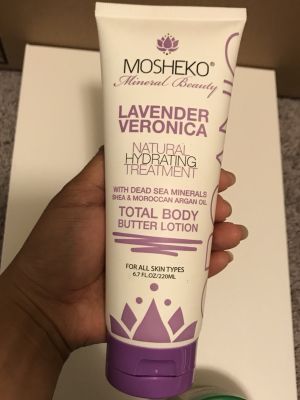 MOSHEKO®
Mineral Beauty
LAVENDER
VERONICA
NATURAL
HYDRATING
TREATMENT
WITH DEAD SEA MINERALS
SHEA & MOROCCAN ARGAN OIL
TOTAL BODY
BUTTER LOTION
FOR ALL SKIN TYPES
6.7 FL.OZ/220ML